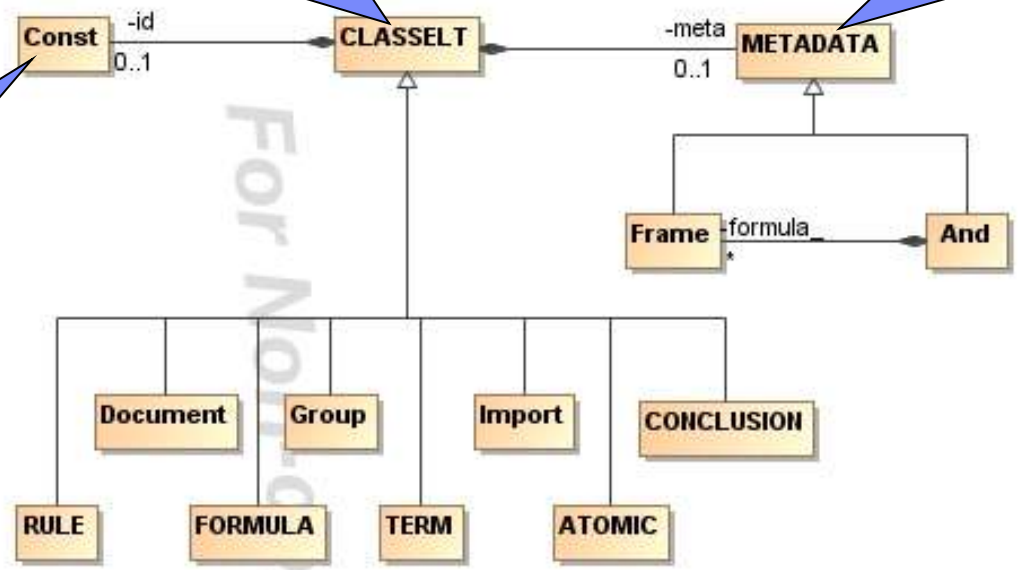 Const
-id
0..1
CLASSELT
-meta
0..1
METADATA
Frame
-formula_
*
And
For Non-
Document
Group
Import
CONCLUSION
RULE
FORMULA
TERM
ATOMIC